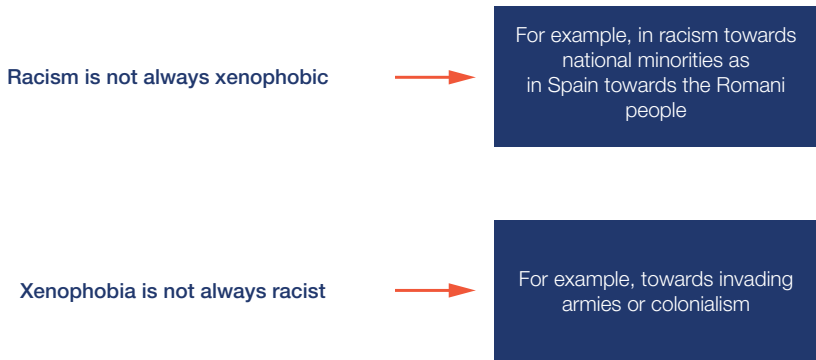 Racism is not always xenophobic
For example, in racism towards
national minorities as
in Spain towards the Romani
people
Xenophobia is not always racist
For example, towards invading
armies or colonialism